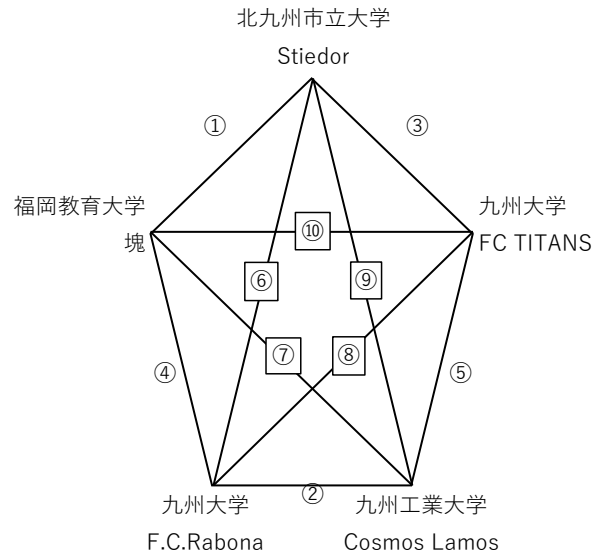 北九州市立大学
Stiedor
①
③
福岡教育大学
塊
九州大学
FC TITANS
⑩
⑥
⑨
⑦
⑧
④
⑤
②
九州大学
F.C.Rabona
九州工業大学
Cosmos Lamos